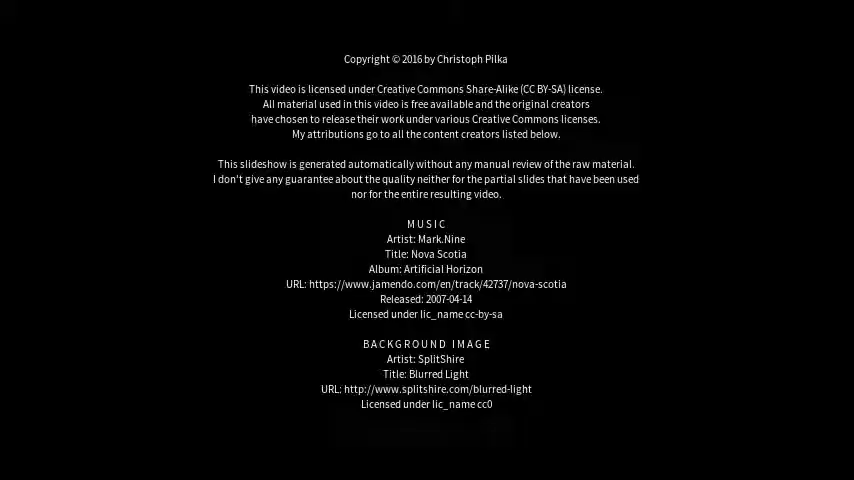 Copyright © 2016 by Christoph Pilka
This video is licensed under Creative Commons Share-Alike (CC BY-SA) license.
All material used in this video is free available and the original creators
have chosen to release their work under various Creative Commons licenses.
My attributions go to all the content creators listed below.
This slideshow is generated automatically without any manual review of the raw material.
I don't give any guarantee about the quality neither for the partial slides that have been used
nor for the entire resulting video.
MUSIC
Artist: Mark.Nine
Title: Nova Scotia
Album: Artificial Horizon
URL: https://www.jamendo.com/en/track/42737/nova-scotia
Released: 2007-04-14
Licensed under lic_name cc-by-sa
BACKGROUND IMAGE
Artist: SplitShire
Title: Blurred Light
URL: http://www.splitshire.com/blurred-light
Licensed under lic_name cc0